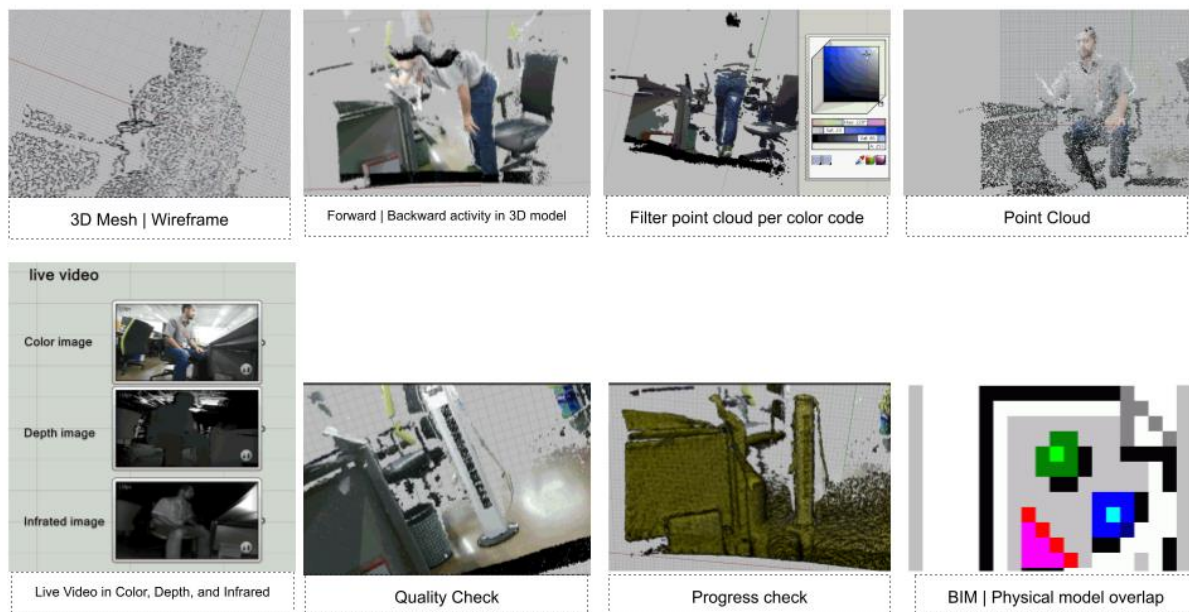 3D Mesh | Wireframe
Forward | Backward activity in 3D model
Filter point cloud per color code
Point Cloud
live video
Color image
Depth image
Infrated image
Live Video in Color, Depth, and Infrared
Quality Check
Progress check
BIM | Physical model overlap